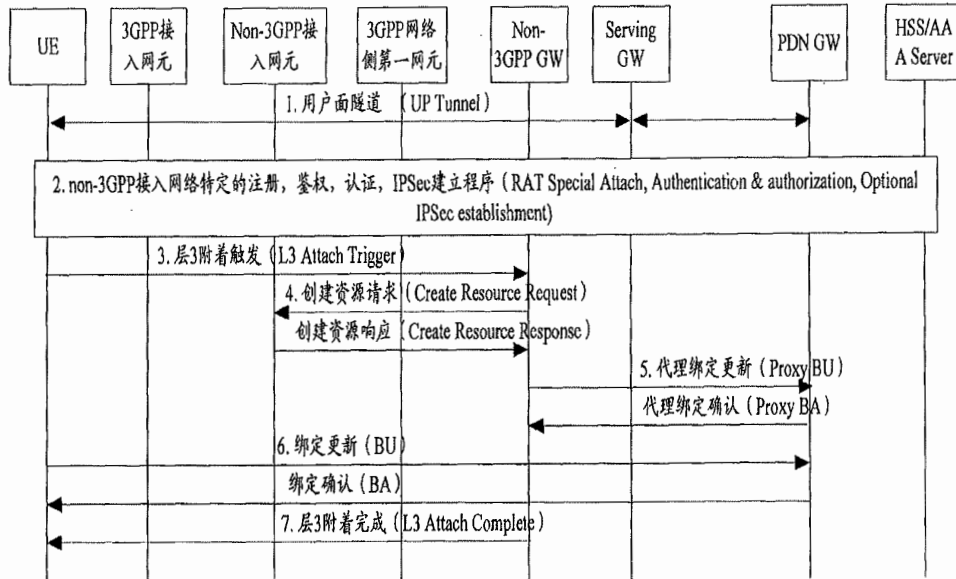 UE
3GPP接
入网元
Non-3GPP接
入网元
3GPP网络
侧第一网元
Non-
3GPP GW
Serving
GW
PDN GW
HSS/AA
A Server
1. 用户面隧道 (UP Tunnel)
2. non-3GPP接入网络特定的注册, 鉴权, 认证, IPSec建立程序 (RAT Special Attach, Authentication & authorization, Optional
IPSec establishment)
3. 层3附着触发 (L3 Attach Trigger)
4. 创建资源请求 (Create Resource Request)
创建资源响应 (Create Resource Response)
5. 代理绑定更新 (Proxy BU)
代理绑定确认 (Proxy BA)
6. 绑定更新 (BU)
绑定确认 (BA)
7. 层3附着完成 (L3 Attach Complete)